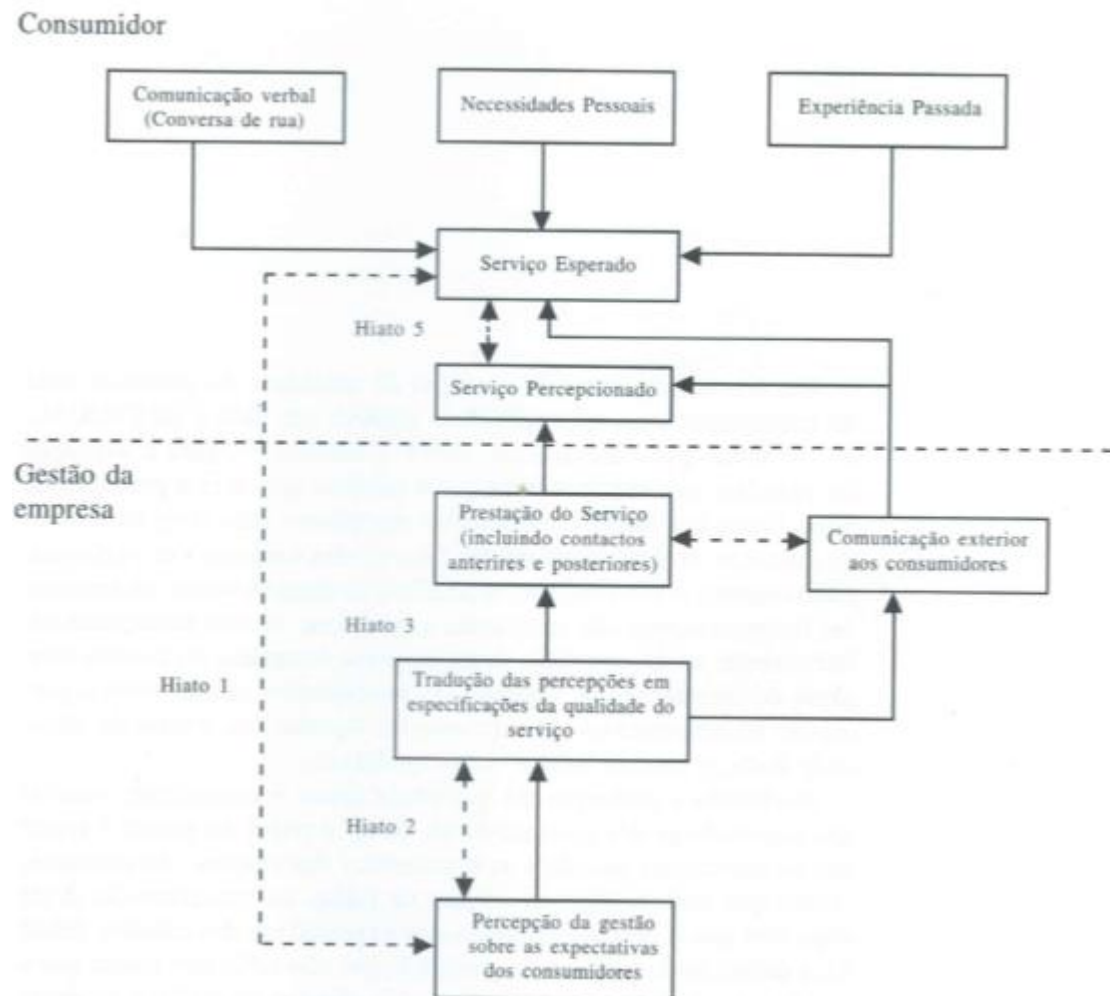 Consumidor
Comunicação verbal
(Conversa de rua)
Necessidades Pessoais
Experiência Passada
Serviço Esperado
Hiato 5
Serviço Percepcionado
Gestão da
empresa
Prestação do Serviço
(incluindo contactos
anterires e posteriores)
Comunicação exterior
aos consumidores
Hiato 3
Hiato 1
Tradução das percepções em
especificações da qualidade do
serviço
Hiato 2
Percepção da gestão
sobre as expectativas
dos consumidores